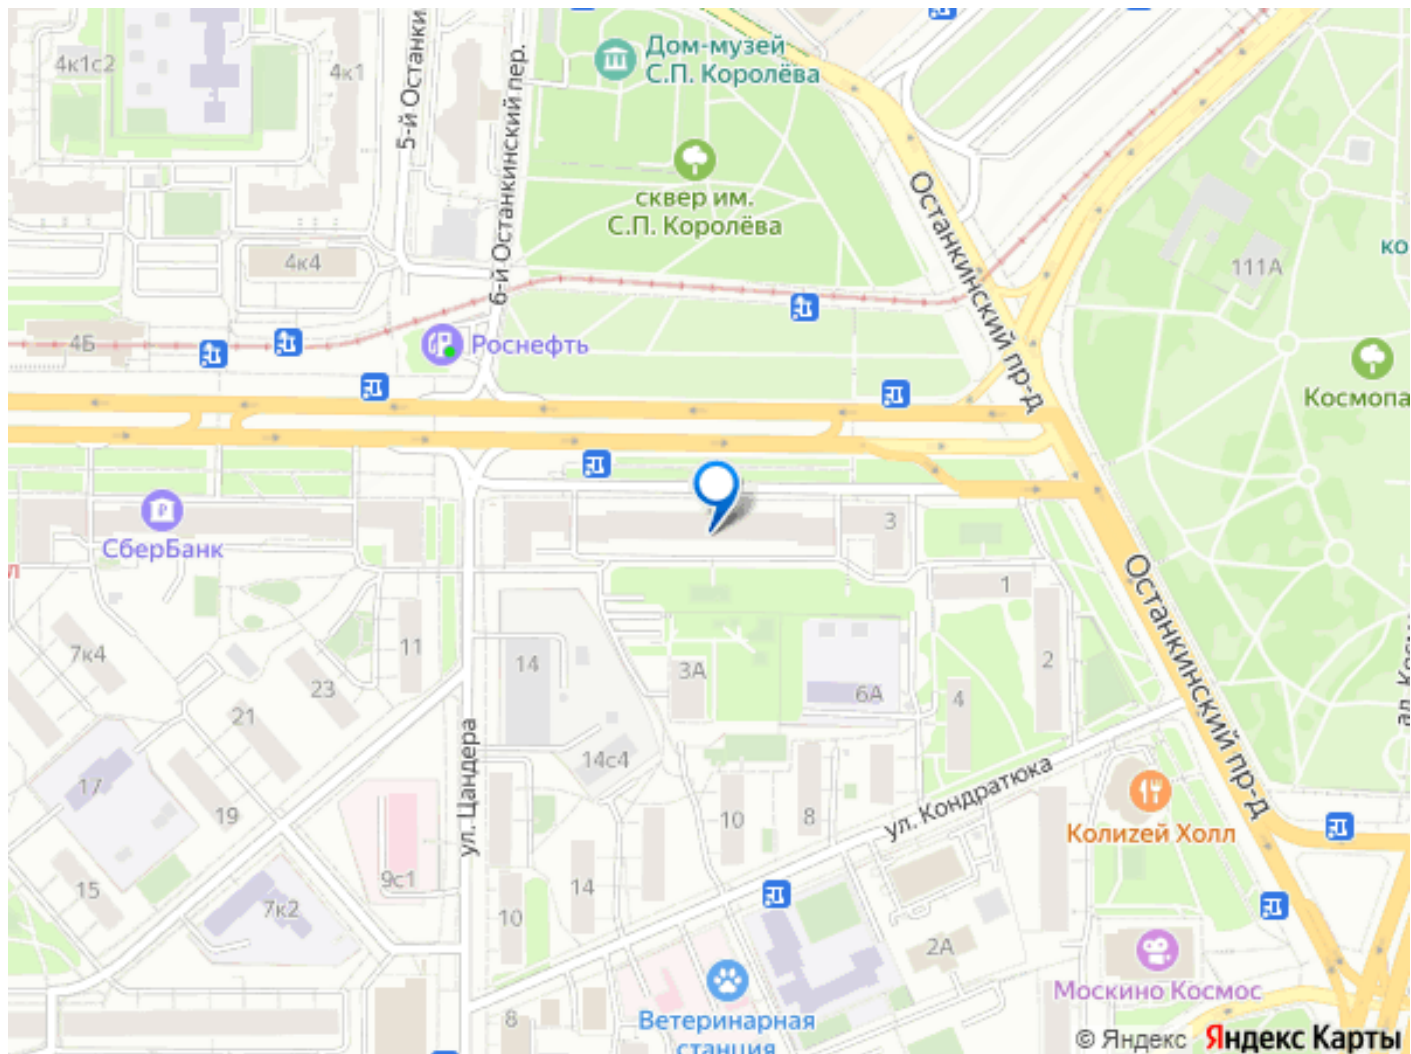 4к1с2
4к1
5-й Останки
6-й Останкинский пер.
Дом-музей
С.П. Королёва
сквер им.
С.П. Королёва
Останкинский пр-д
111А
ко
4к4
4Б
Роснефть
Космопа
СберБанк
л
3
1
Останкинский пр-д
7к4
11
23
21
14
3А
6А
4
2
ал. Косм
17
19
ул. Цандера
14с4
10
8
ул. Кондратюка
Колизей Холл
15
9с1
7к2
14
10
2А
Москино Космос
8
Ветеринарная
станция
© Яндекс Яндекс Карты